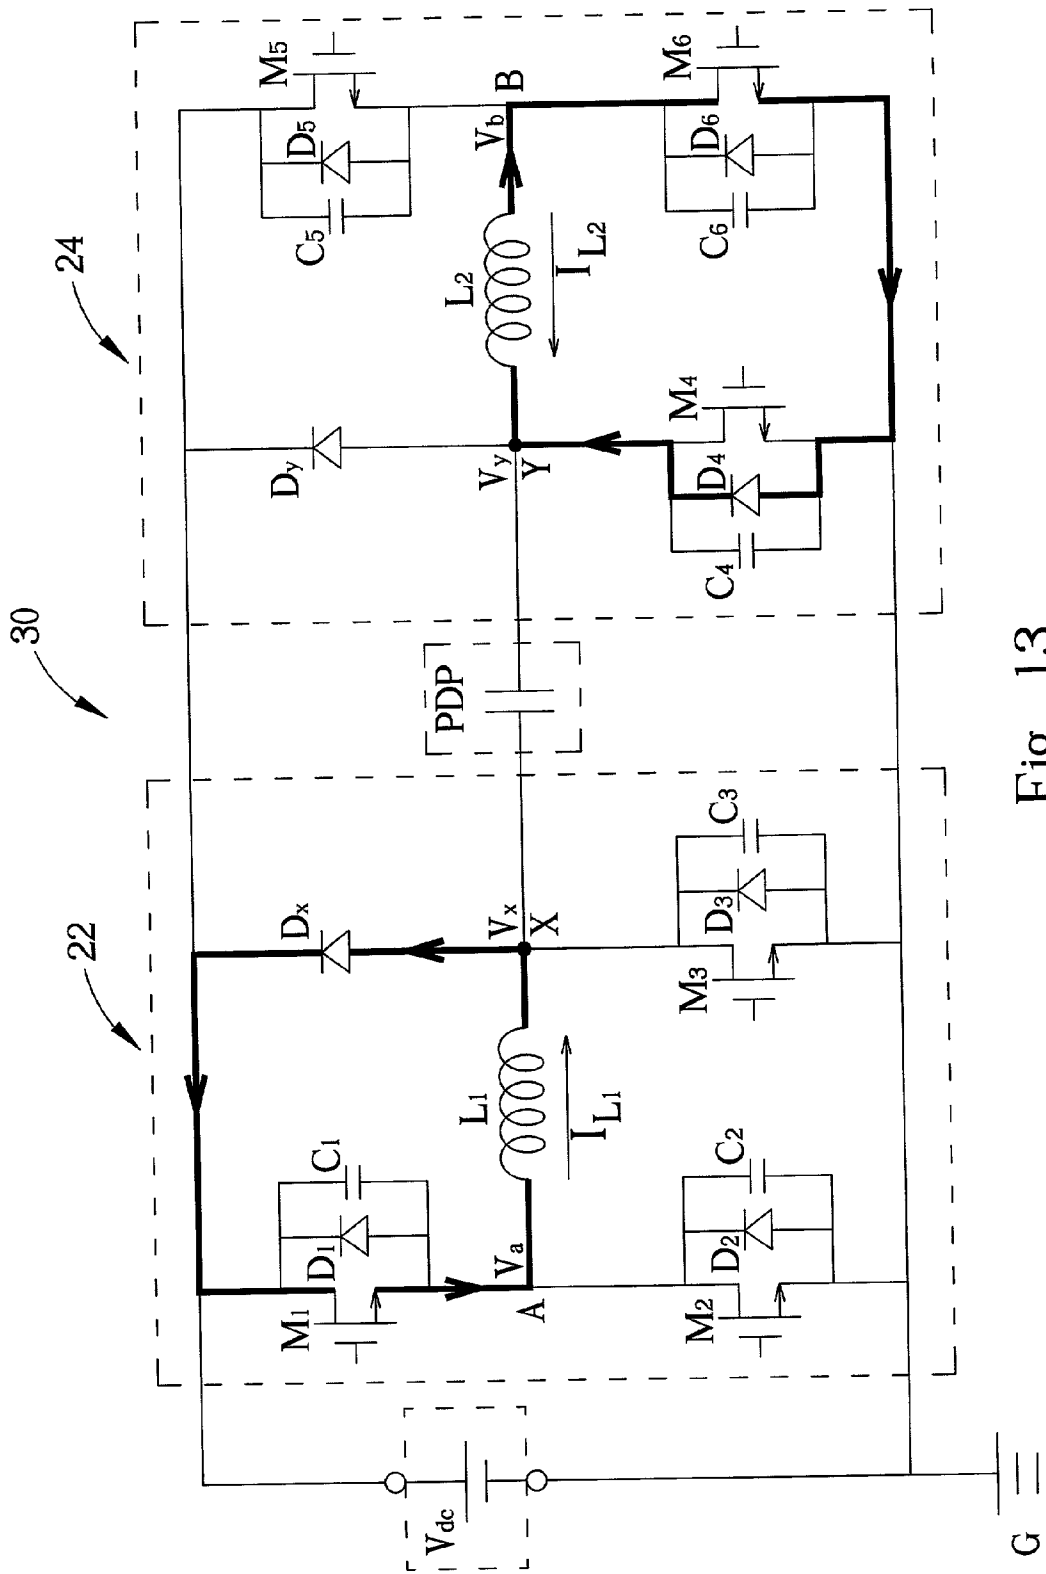 30
22
24
Vdc
G
M1
D1
C1
A
Va
M2
D2
C2
L1
IL1
Dx
Vx
X
M3
D3
C3
PDP
Dy
Vy
Y
C4
D4
M4
L2
IL2
C5
D5
M5
Vb
B
C6
D6
M6
Fig. 13